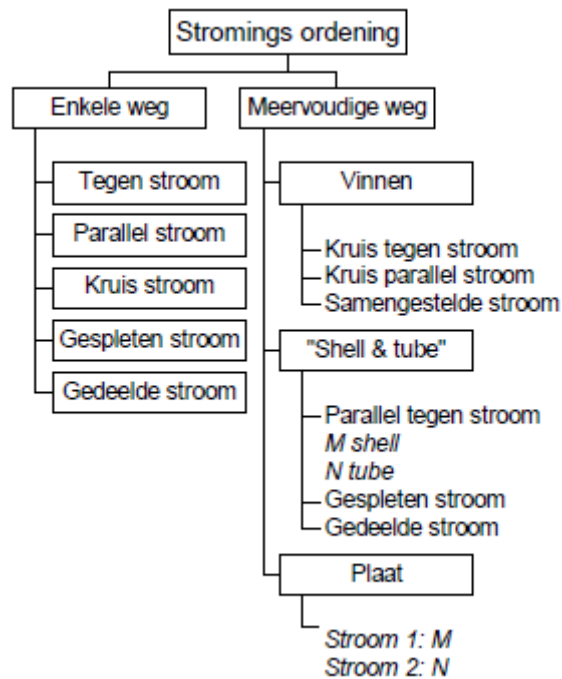 Stromings ordening
Enkele weg
Meervoudige weg
Tegen stroom
Parallel stroom
Kruis stroom
Gespleten stroom
Gedeelde stroom
Vinnen
Kruis tegen stroom
Kruis parallel stroom
Samengestelde stroom
"Shell & tube"
Parallel tegen stroom
M shell
N tube
Gespleten stroom
Gedeelde stroom
Plaat
Stroom 1: M
Stroom 2: N